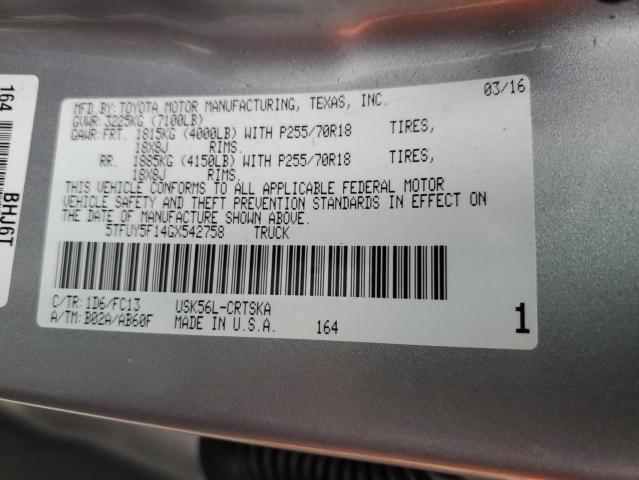 164
BHJ6T
MFD.BY:TOYOTA MOTOR MANUFACTURING, TEXAS, INC. 03/16
GVWR:3225KG (7100LB)
GAWR:FRT. 1815KG (4000LB) WITH P255/70R18 TIRES,
18X8J RIMS.
RR. 1885KG (4150LB) WITH P255/70R18 TIRES,
18X8J RIMS.
THIS VEHICLE CONFORMS TO ALL APPLICABLE FEDERAL MOTOR
VEHICLE SAFETY AND THEFT PREVENTION STANDARDS IN EFFECT ON
THE DATE OF MANUFACTURE SHOWN ABOVE.
5TFUY5F14GX542758 TRUCK
C/TR:1D6/FC13 USK56L-CRTSKA
A/TM:B02A/AB60F MADE IN U.S.A. 164 1